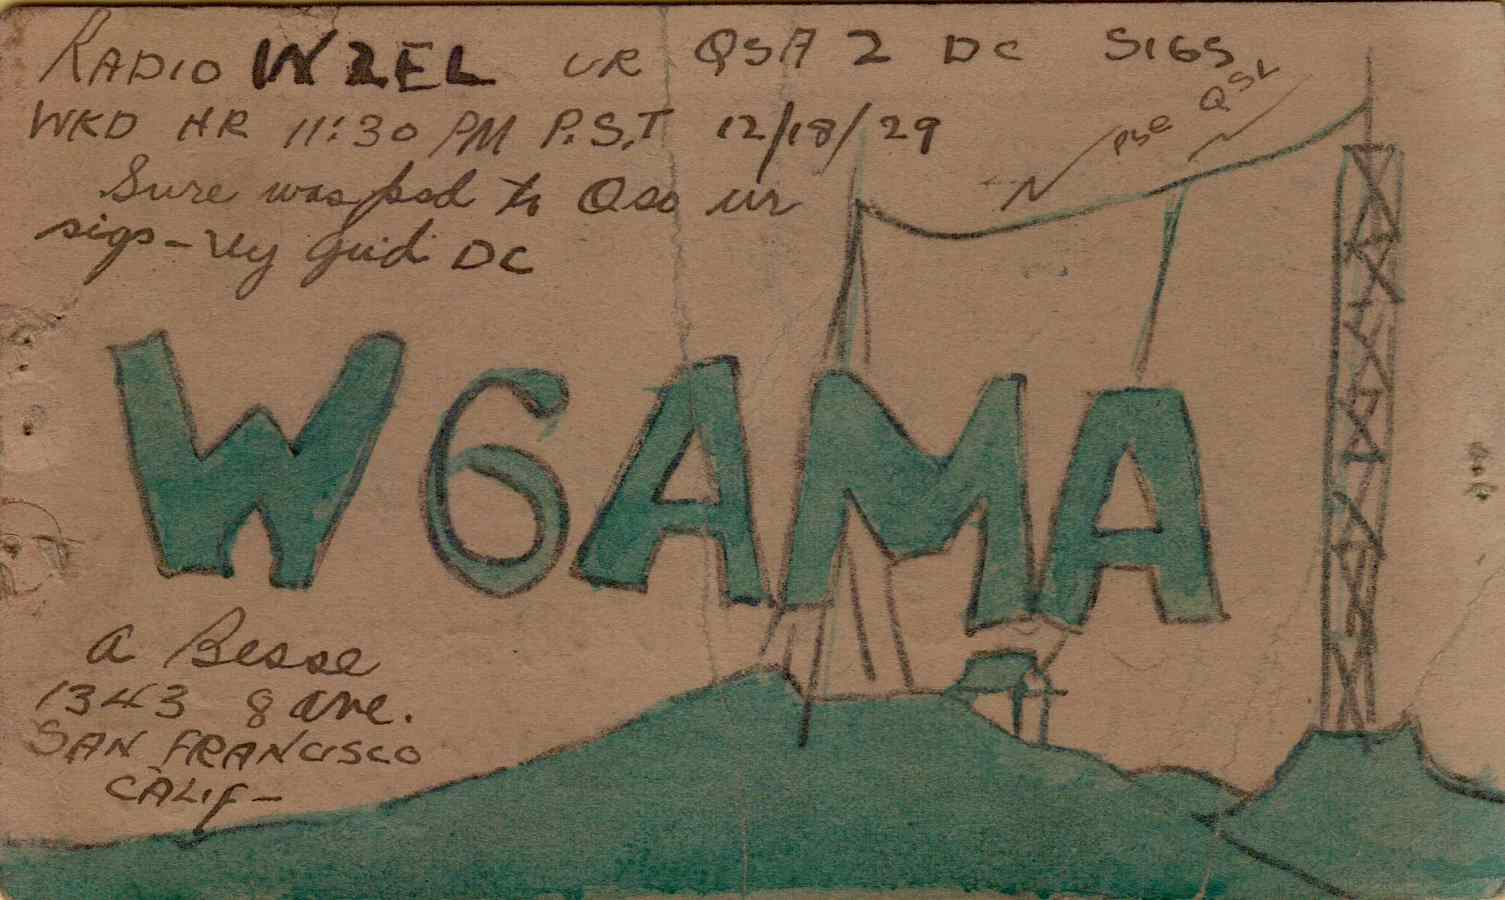 RADIO W2EL UR QSA 2 DC SIGS
PSE QSL
WKD HR 11:30 PM P.S.T 12/18/29
Sure was psd to Qso ur
sigs - vy gud DC
W6AMA
A Besse
1343 8 ave.
SAN FRANCISCO
CALIF -